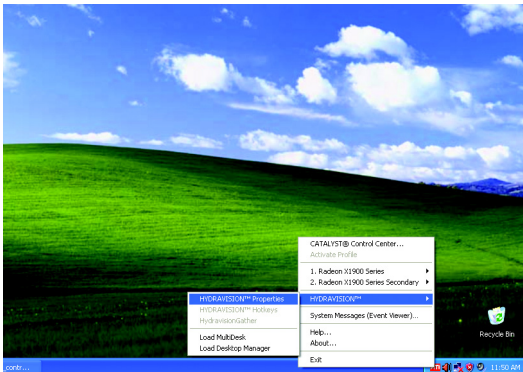 CATALYST® Control Center...
Activate Profile
1. Radeon X1900 Series
2. Radeon X1900 Series Secondary
HYDRAVISION™
System Messages (Event Viewer)...
Help...
About...
Exit
HYDRAVISION™ Properties
HYDRAVISION™ Hotkeys
HydravisionGather
Load MultiDesk
Load Desktop Manager
Recycle Bin
_contr...
11:50 AM